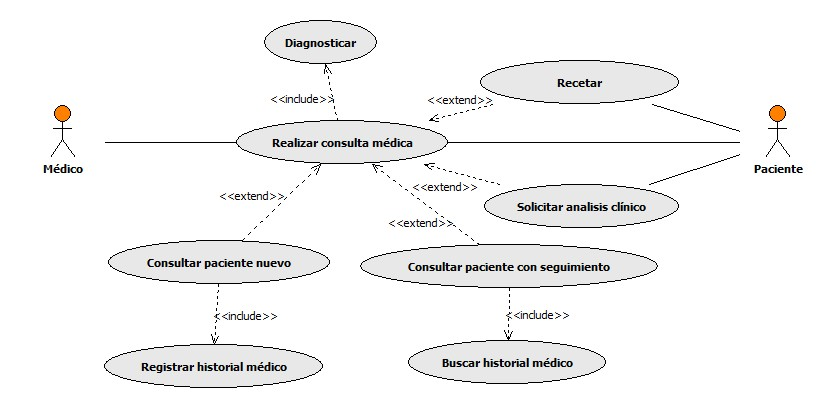 Diagnosticar
<<include>>
Recetar
<<extend>>
Médico
Realizar consulta médica
Paciente
<<extend>>
<<extend>>
Solicitar analisis clínico
<<extend>>
Consultar paciente nuevo
Consultar paciente con seguimiento
<<include>>
<<include>>
Registrar historial médico
Buscar historial médico